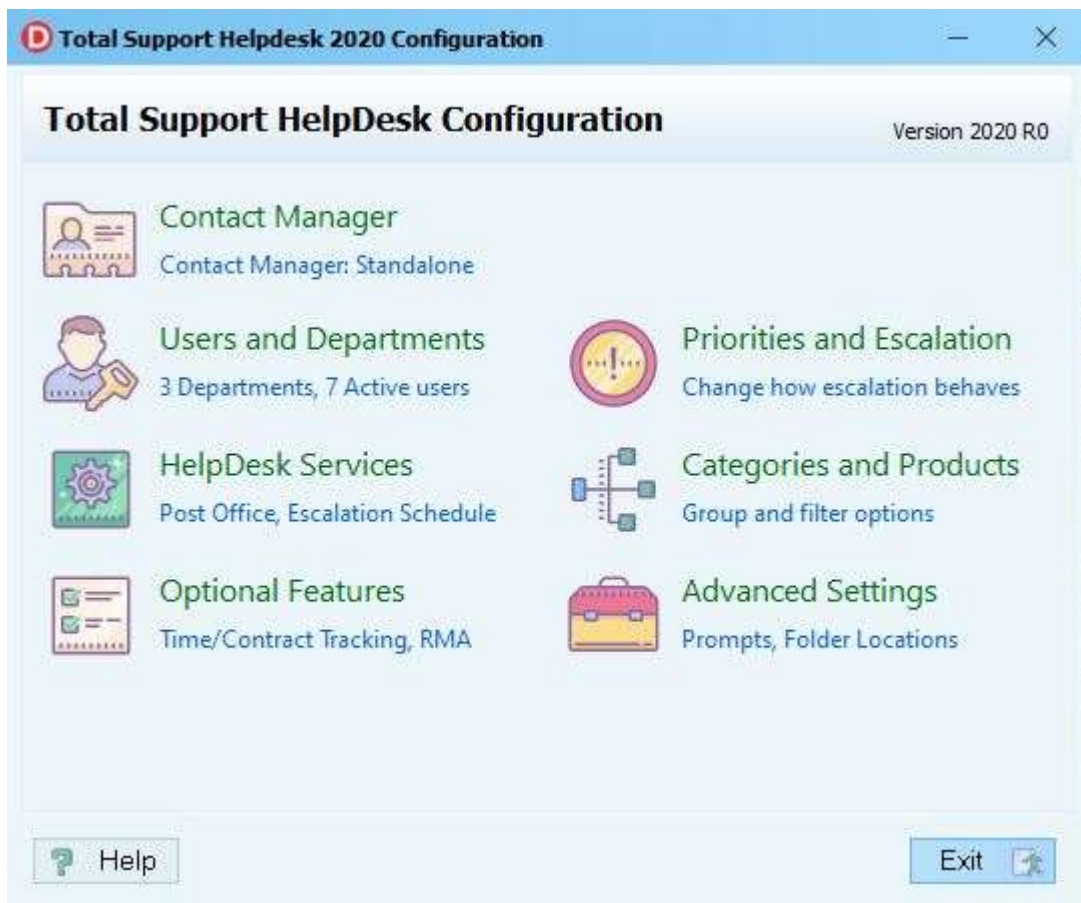 D Total Support Helpdesk 2020 Configuration
Total Support HelpDesk Configuration
Version 2020 R0
Contact Manager
Contact Manager: Standalone
Users and Departments
3 Departments, 7 Active users
Priorities and Escalation
Change how escalation behaves
HelpDesk Services
Post Office, Escalation Schedule
Categories and Products
Group and filter options
Optional Features
Time/Contract Tracking, RMA
Advanced Settings
Prompts, Folder Locations
? Help
Exit